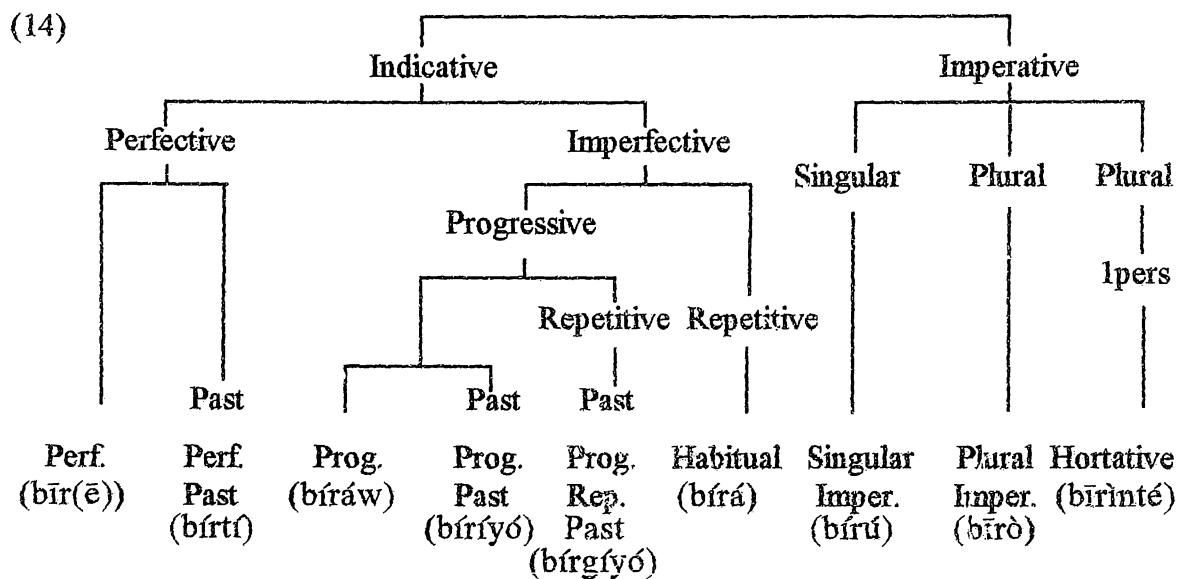 (14)
Indicative Imperative
Perfective Imperfective
Singular Plural Plural
Progressive
1pers
Repetitive Repetitive
Past Past Past
Perf. Perf. Prog. Prog. Prog. Habitual Singular Plural Hortative
(bīr(ē)) Past (bíráw) Past Rep. (bírá) Imper. Imper. (bīrìnté)
(bírtí) (bíríyó) Past (bírú) (bīrò)
(bírgíyó)